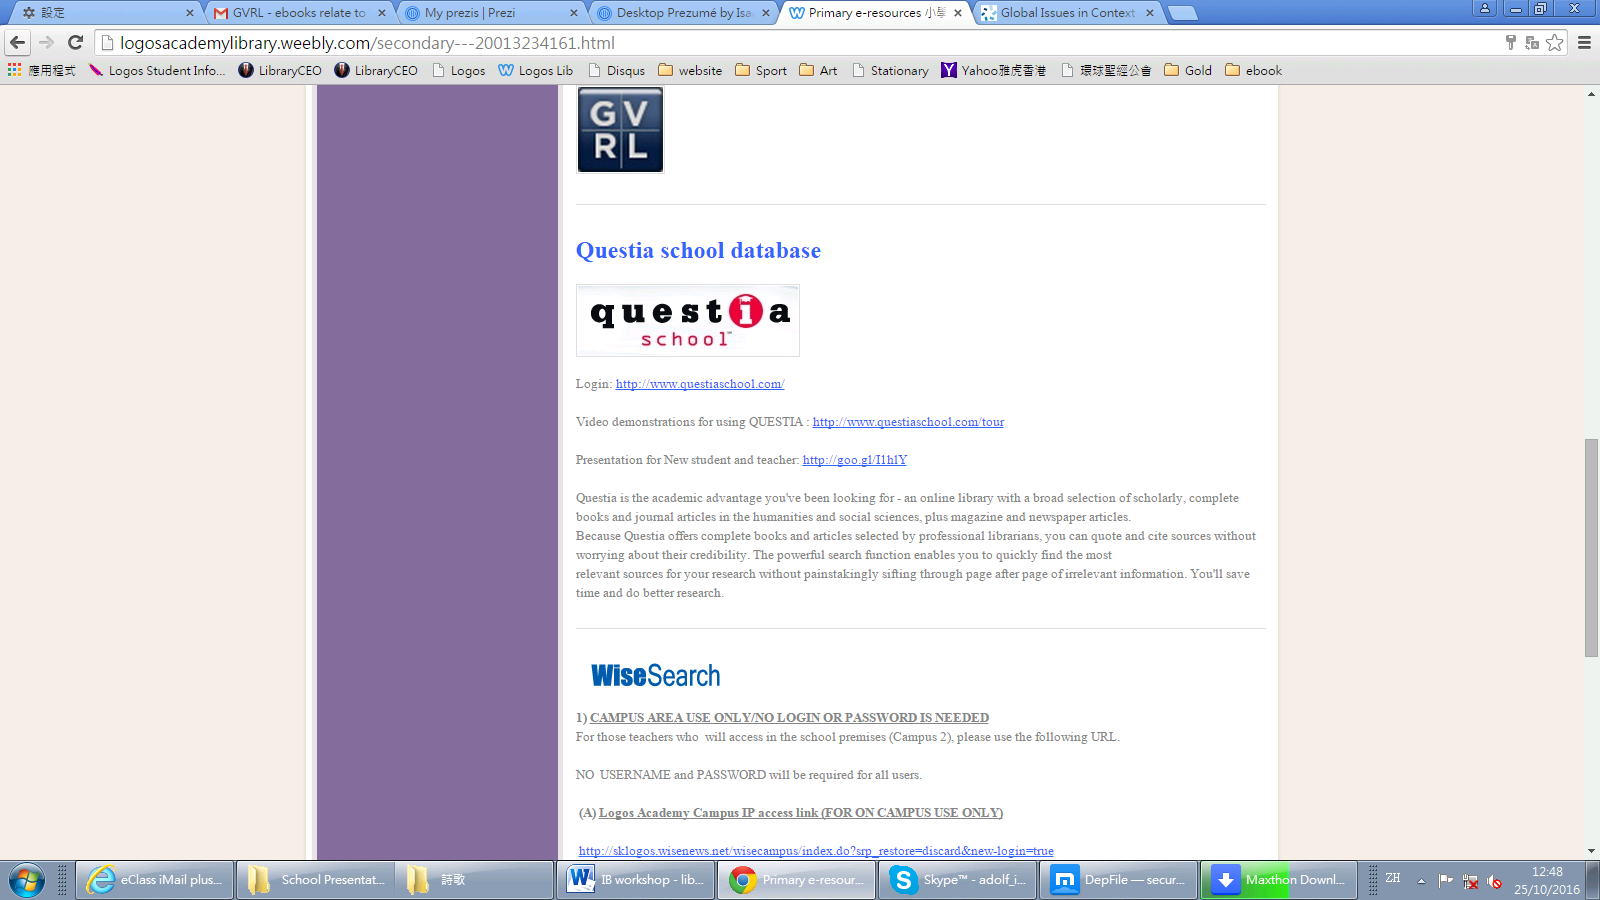 設定
GVRL - ebooks relate to
My prezis | Prezi
Desktop Prezumé by Isa
Primary e-resources 小學
Global Issues in Context
logosacademylibrary.weebly.com/secondary---20013234161.html
應用程式
Logos Student Info...
LibraryCEO
LibraryCEO
Logos
Logos Lib
Disqus
website
Sport
Art
Stationary
Yahoo雅虎香港
環球聖經公會
Gold
ebook
GV
RL
Questia school database
questia
school™
Login: http://www.questiaschool.com/
Video demonstrations for using QUESTIA : http://www.questiaschool.com/tour
Presentation for New student and teacher: http://goo.gl/I1hlY
Questia is the academic advantage you've been looking for - an online library with a broad selection of scholarly, complete
books and journal articles in the humanities and social sciences, plus magazine and newspaper articles.
Because Questia offers complete books and articles selected by professional librarians, you can quote and cite sources without
worrying about their credibility. The powerful search function enables you to quickly find the most
relevant sources for your research without painstakingly sifting through page after page of irrelevant information. You'll save
time and do better research.
WiseSearch
1) CAMPUS AREA USE ONLY/NO LOGIN OR PASSWORD IS NEEDED
For those teachers who  will access in the school premises (Campus 2), please use the following URL.
NO  USERNAME and PASSWORD will be required for all users.
(A) Logos Academy Campus IP access link (FOR ON CAMPUS USE ONLY)
http://sklogos.wisenews.net/wisecampus/index.do?srp_restore=discard&new-login=true
eClass iMail plus...
School Presentat...
詩歌
IB workshop - lib...
Primary e-resour...
Skype™ - adolf_i...
DepFile — secur...
Maxthon Downl...
ZH
12:48
25/10/2016